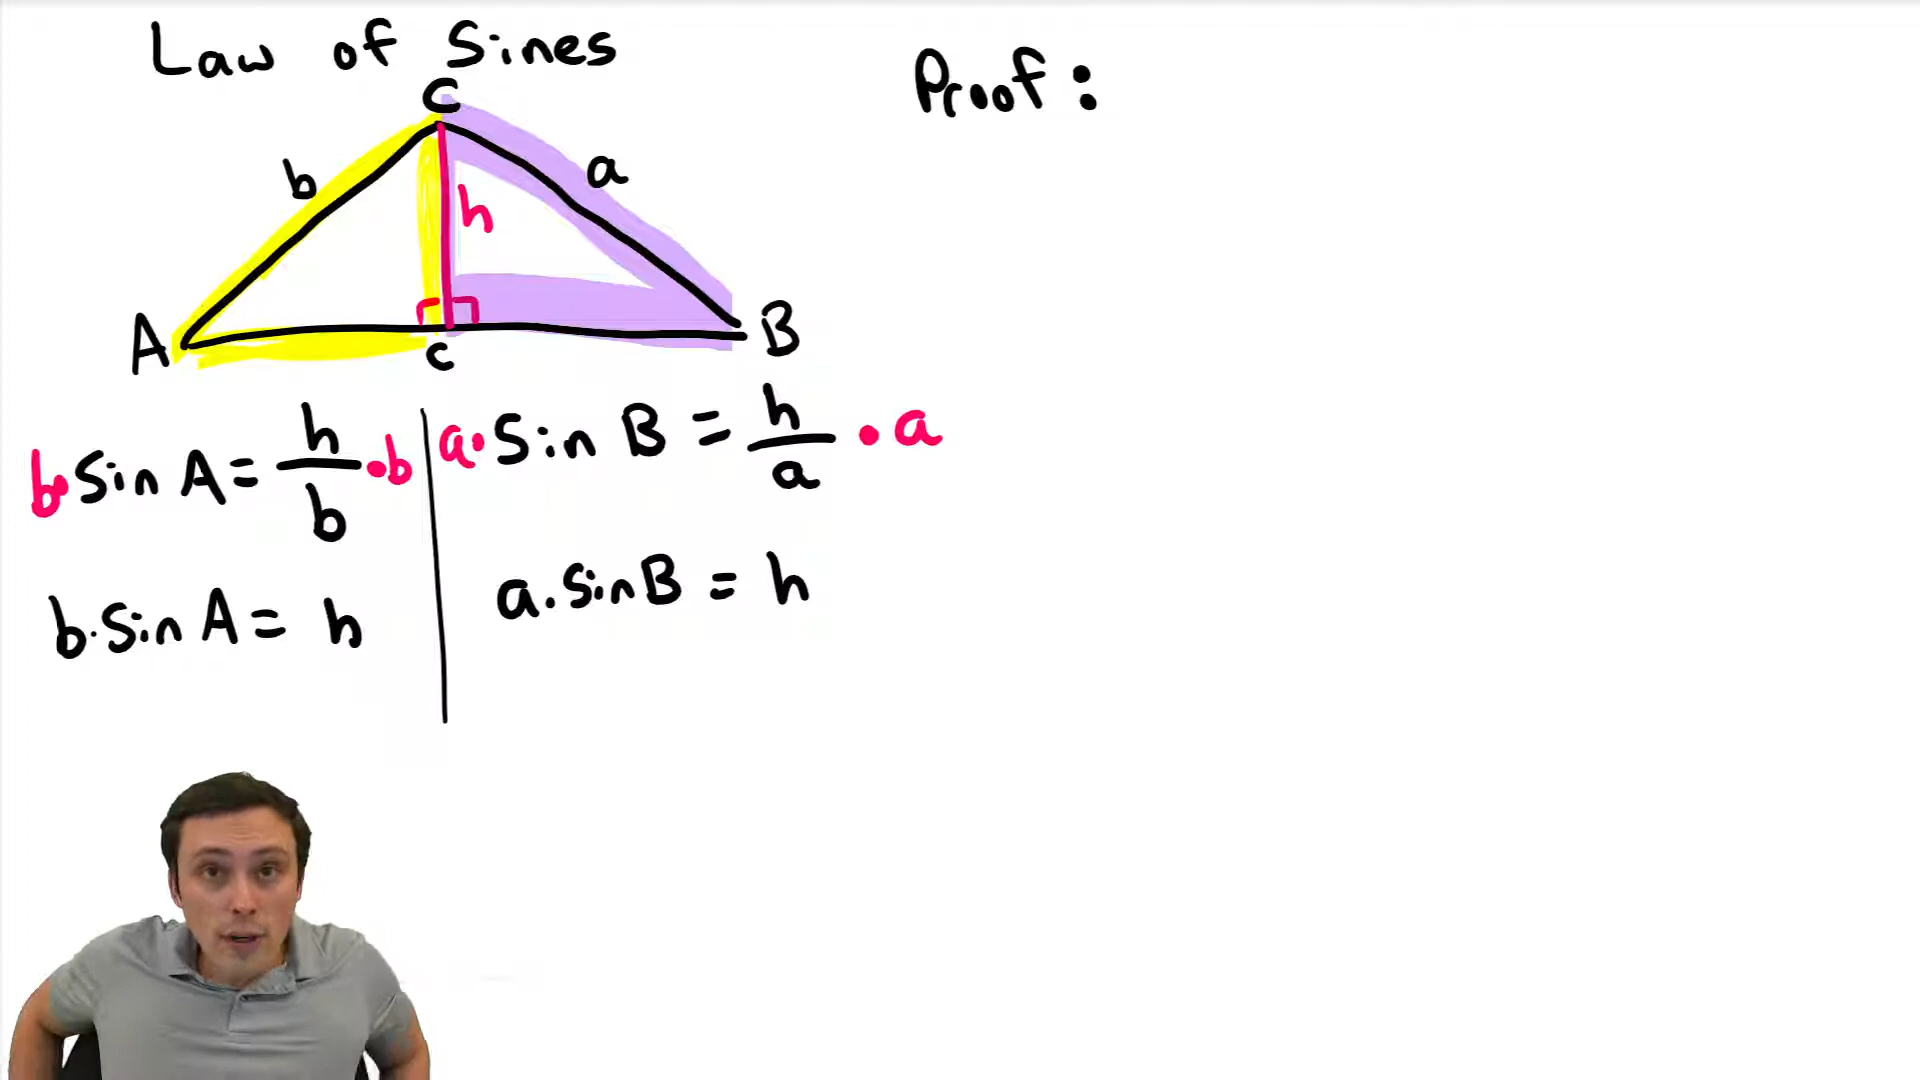 Law of Sines
Proof:
C
b
a
h
A
c
B
b·sin A = h/b ·b
a·sin B = h/a ·a
b·sin A = h
a·sin B = h